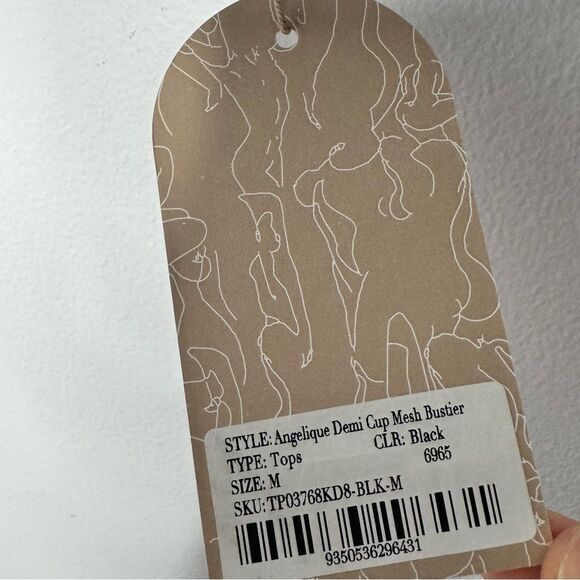 STYLE: Angelique Demi Cup Mesh Bustier
TYPE: Tops CLR: Black
SIZE: M 6965
SKU: TP03768KD8-BLK-M
9350536296431